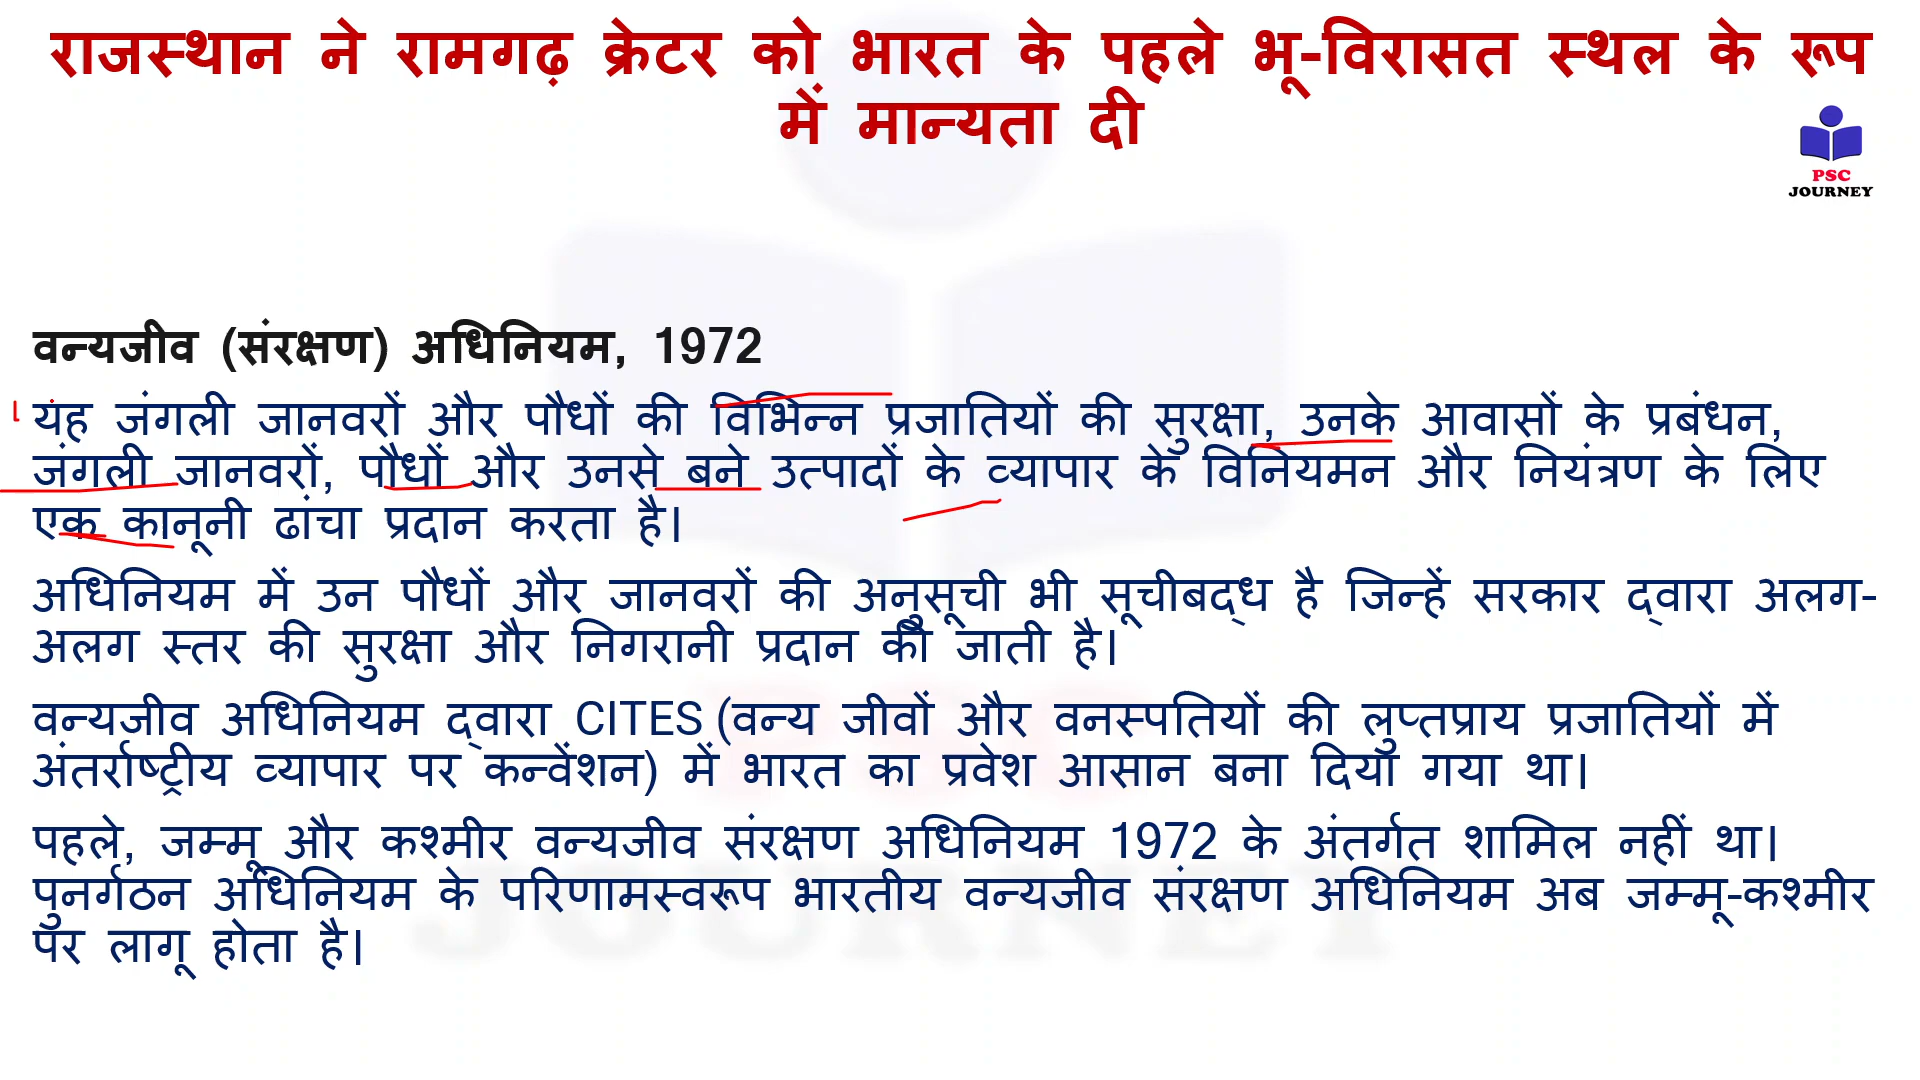 राजस्थान ने रामगढ़ क्रेटर को भारत के पहले भू-विरासत स्थल के रूप
में मान्यता दी
PSC
JOURNEY
वन्यजीव (संरक्षण) अधिनियम, 1972
यह जंगली जानवरों और पौधों की विभिन्न प्रजातियों की सुरक्षा, उनके आवासों के प्रबंधन,
जंगली जानवरों, पौधों और उनसे बने उत्पादों के व्यापार के विनियमन और नियंत्रण के लिए
एक कानूनी ढांचा प्रदान करता है।
अधिनियम में उन पौधों और जानवरों की अनुसूची भी सूचीबद्ध है जिन्हें सरकार द्वारा अलग-
अलग स्तर की सुरक्षा और निगरानी प्रदान की जाती है।
वन्यजीव अधिनियम द्वारा CITES (वन्य जीवों और वनस्पतियों की लुप्तप्राय प्रजातियों में
अंतर्राष्ट्रीय व्यापार पर कन्वेंशन) में भारत का प्रवेश आसान बना दिया गया था।
पहले, जम्मू और कश्मीर वन्यजीव संरक्षण अधिनियम 1972 के अंतर्गत शामिल नहीं था।
पुनर्गठन अधिनियम के परिणामस्वरूप भारतीय वन्यजीव संरक्षण अधिनियम अब जम्मू-कश्मीर
पर लागू होता है।
PSC
JOURNEY